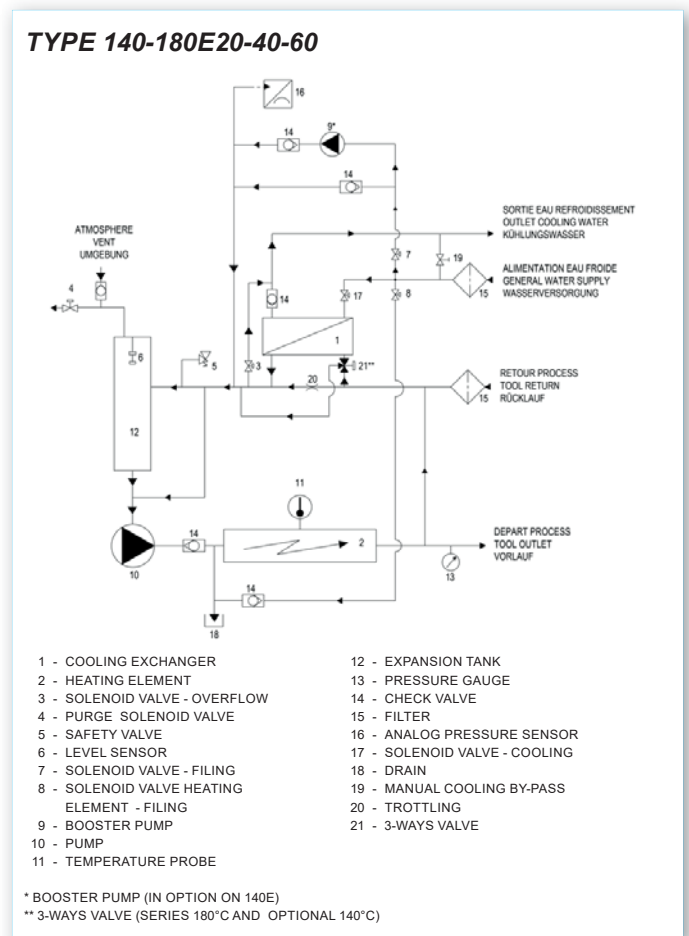 TYPE 140-180E20-40-60
16
9*
14
14
SORTIE EAU REFROIDISSEMENT
OUTLET COOLING WATER
KÜHLUNGSWASSER
ATMOSPHERE
VENT
UMGEBUNG
7
19
ALIMENTATION EAU FROIDE
GENERAL WATER SUPPLY
WASSERVERSORGUNG
4
14
17
8
15
1
6
5
3
21**
20
RETOUR PROCESS
TOOL RETURN
RÜCKLAUF
15
12
11
DEPART PROCESS
TOOL OUTLET
VORLAUF
14
2
10
13
14
18
1 - COOLING EXCHANGER
2 - HEATING ELEMENT
3 - SOLENOID VALVE - OVERFLOW
4 - PURGE SOLENOID VALVE
5 - SAFETY VALVE
6 - LEVEL SENSOR
7 - SOLENOID VALVE - FILING
8 - SOLENOID VALVE HEATING
ELEMENT - FILING
9 - BOOSTER PUMP
10 - PUMP
11 - TEMPERATURE PROBE
12 - EXPANSION TANK
13 - PRESSURE GAUGE
14 - CHECK VALVE
15 - FILTER
16 - ANALOG PRESSURE SENSOR
17 - SOLENOID VALVE - COOLING
18 - DRAIN
19 - MANUAL COOLING BY-PASS
20 - TROTTLING
21 - 3-WAYS VALVE
* BOOSTER PUMP (IN OPTION ON 140E)
** 3-WAYS VALVE (SERIES 180°C AND OPTIONAL 140°C)